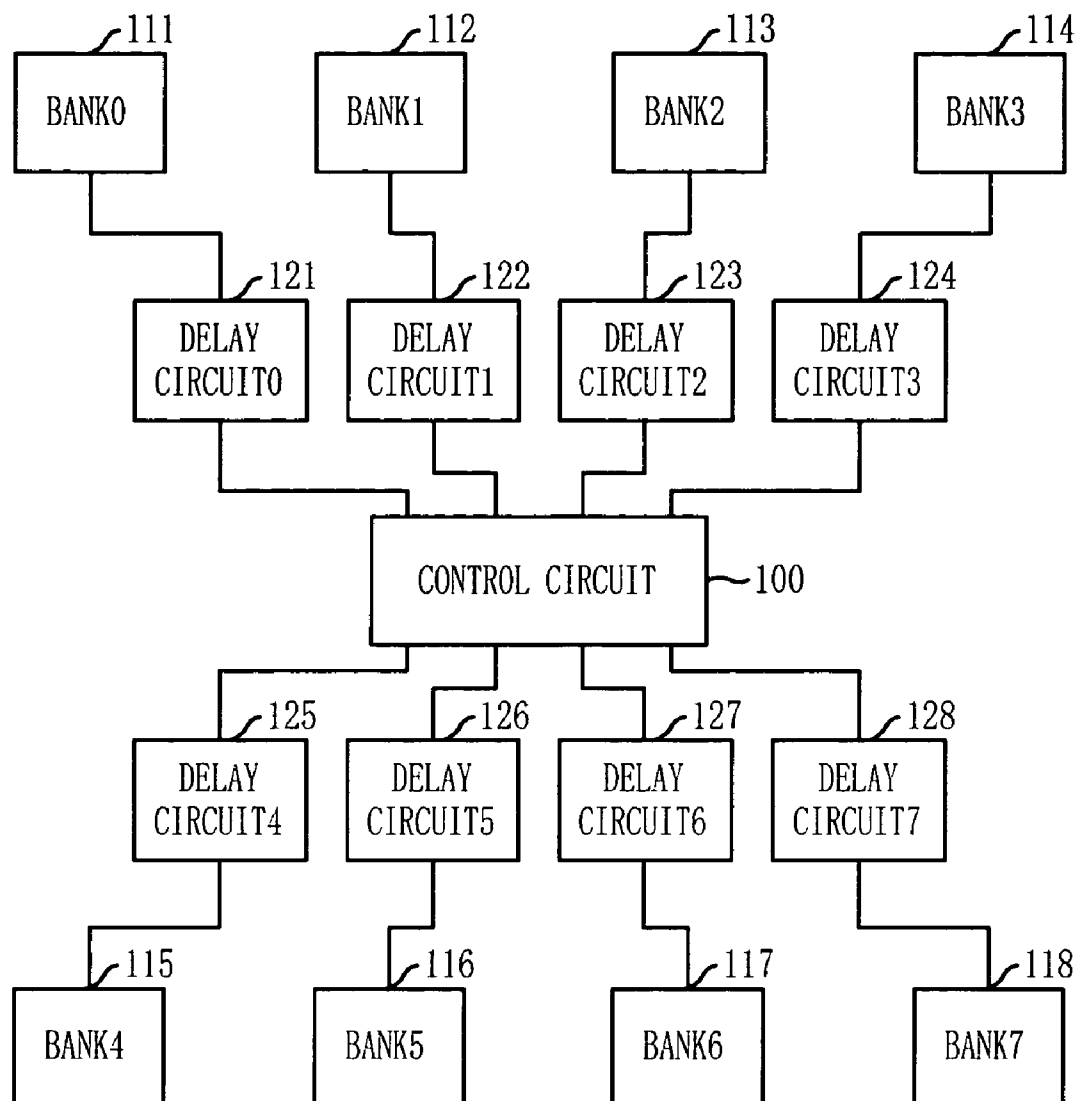 111
112
113
114
BANK0
BANK1
BANK2
BANK3
121
122
123
124
DELAY
CIRCUIT0
DELAY
CIRCUIT1
DELAY
CIRCUIT2
DELAY
CIRCUIT3
CONTROL CIRCUIT
100
125
126
127
128
DELAY
CIRCUIT4
DELAY
CIRCUIT5
DELAY
CIRCUIT6
DELAY
CIRCUIT7
115
116
117
118
BANK4
BANK5
BANK6
BANK7